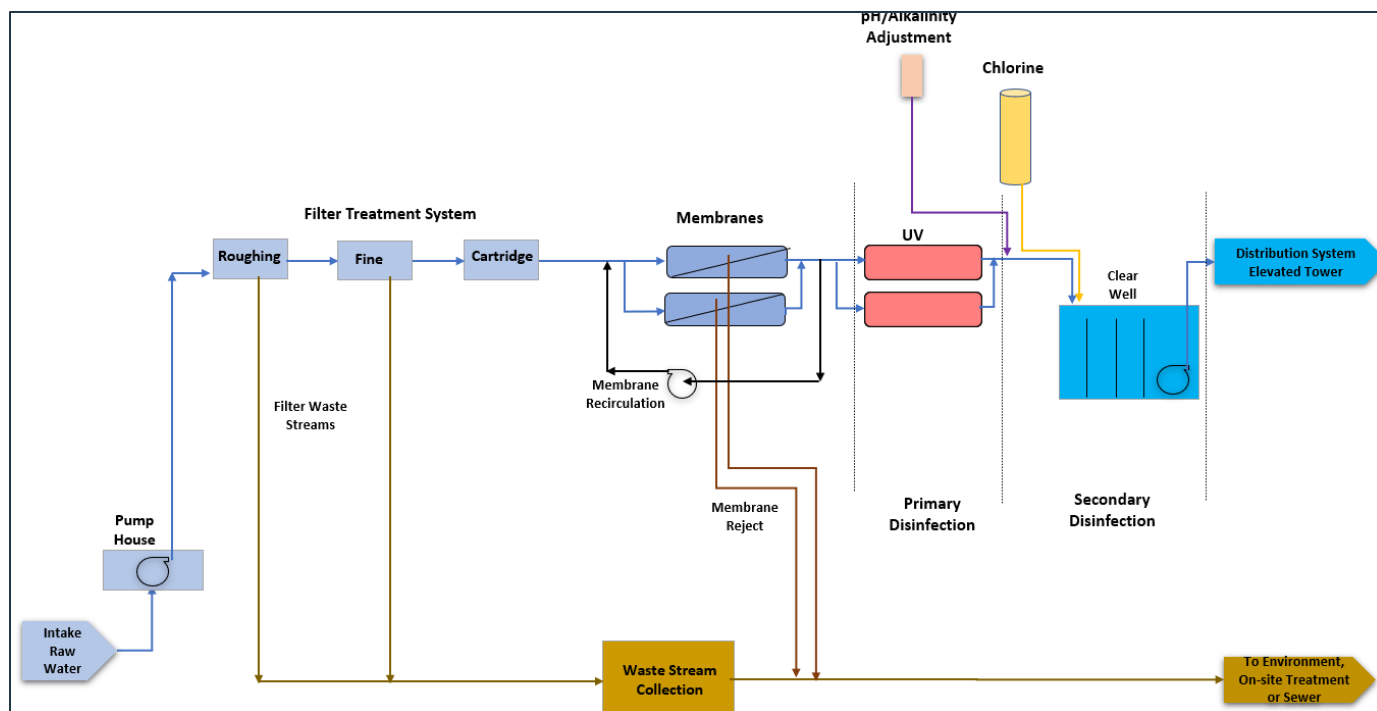 pH/Alkalinity
Adjustment
Chlorine
Filter Treatment System
Membranes
UV
Roughing
Fine
Cartridge
Distribution System
Elevated Tower
Clear
Well
Membrane
Recirculation
Filter Waste
Streams
Membrane
Reject
Primary
Disinfection
Secondary
Disinfection
Pump
House
Intake
Raw
Water
Waste Stream
Collection
To Environment,
On-site Treatment
or Sewer